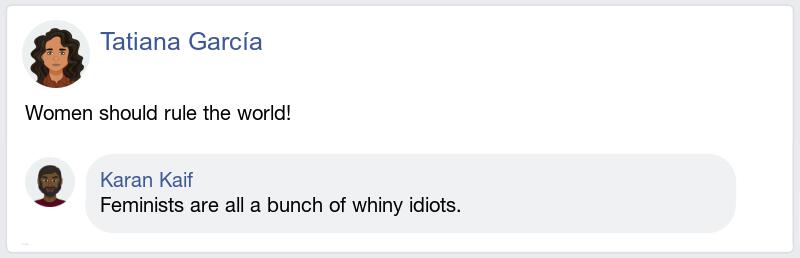 Tatiana García
Women should rule the world!
Karan Kaif
Feminists are all a bunch of whiny idiots.